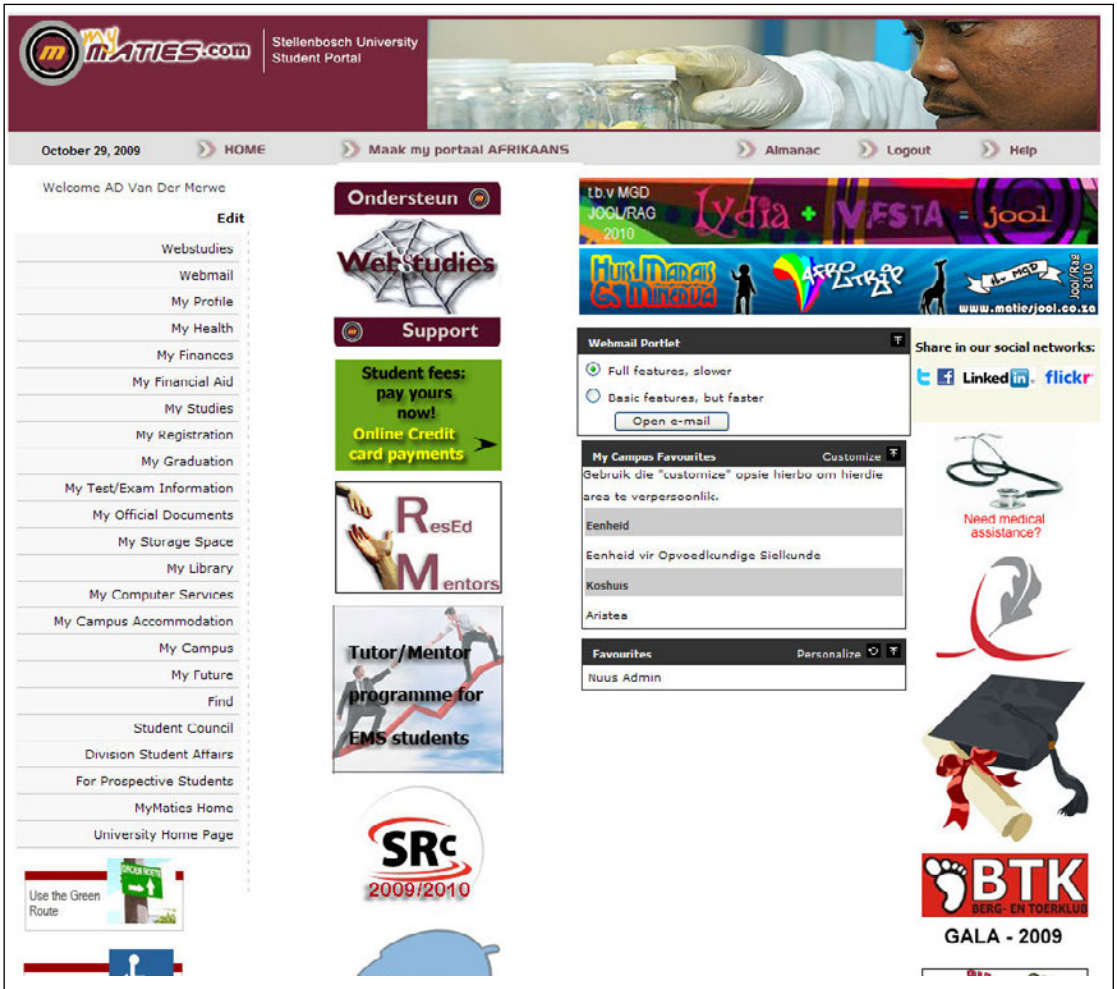 my
MATIES.com
Stellenbosch University
Student Portal
October 29, 2009
HOME
Maak my portaal AFRIKAANS
Almanac
Logout
Help
Welcome AD Van Der Merwe
Edit
Webstudies
Webmail
My Profile
My Health
My Finances
My Financial Aid
My Studies
My Registration
My Graduation
My Test/Exam Information
My Official Documents
My Storage Space
My Library
My Computer Services
My Campus Accommodation
My Campus
My Future
Find
Student Council
Division Student Affairs
For Prospective Students
MyMaties Home
University Home Page
Use the Green
Route
GROEN ROETE
Ondersteun
Webstudies
Support
Student fees:
pay yours
now!
Online Credit
card payments
ResEd
Mentors
Tutor/Mentor
programme for
EMS students
SRC
2009/2010
t.b.v MGD
JOOL/RAG
2010
Lydia + VESTA = jool
Huis Marais
& Minerva
AFROTRIP
t.b.v MGD
Jool/Rag
2010
www.matiesjool.co.za
Webmail Portlet
Full features, slower
Basic features, but faster
Open e-mail
My Campus Favourites
Customize
Gebruik die "customize" opsie hierbo om hierdie
area te verpersoonlik.
Eenheid
Eenheid vir Opvoedkundige Sielkunde
Koshuis
Aristea
Favourites
Personalize
Nuus Admin
Share in our social networks:
Linked in. flickr
Need medical
assistance?
BTK
BERG- EN TOERKLUB
GALA - 2009